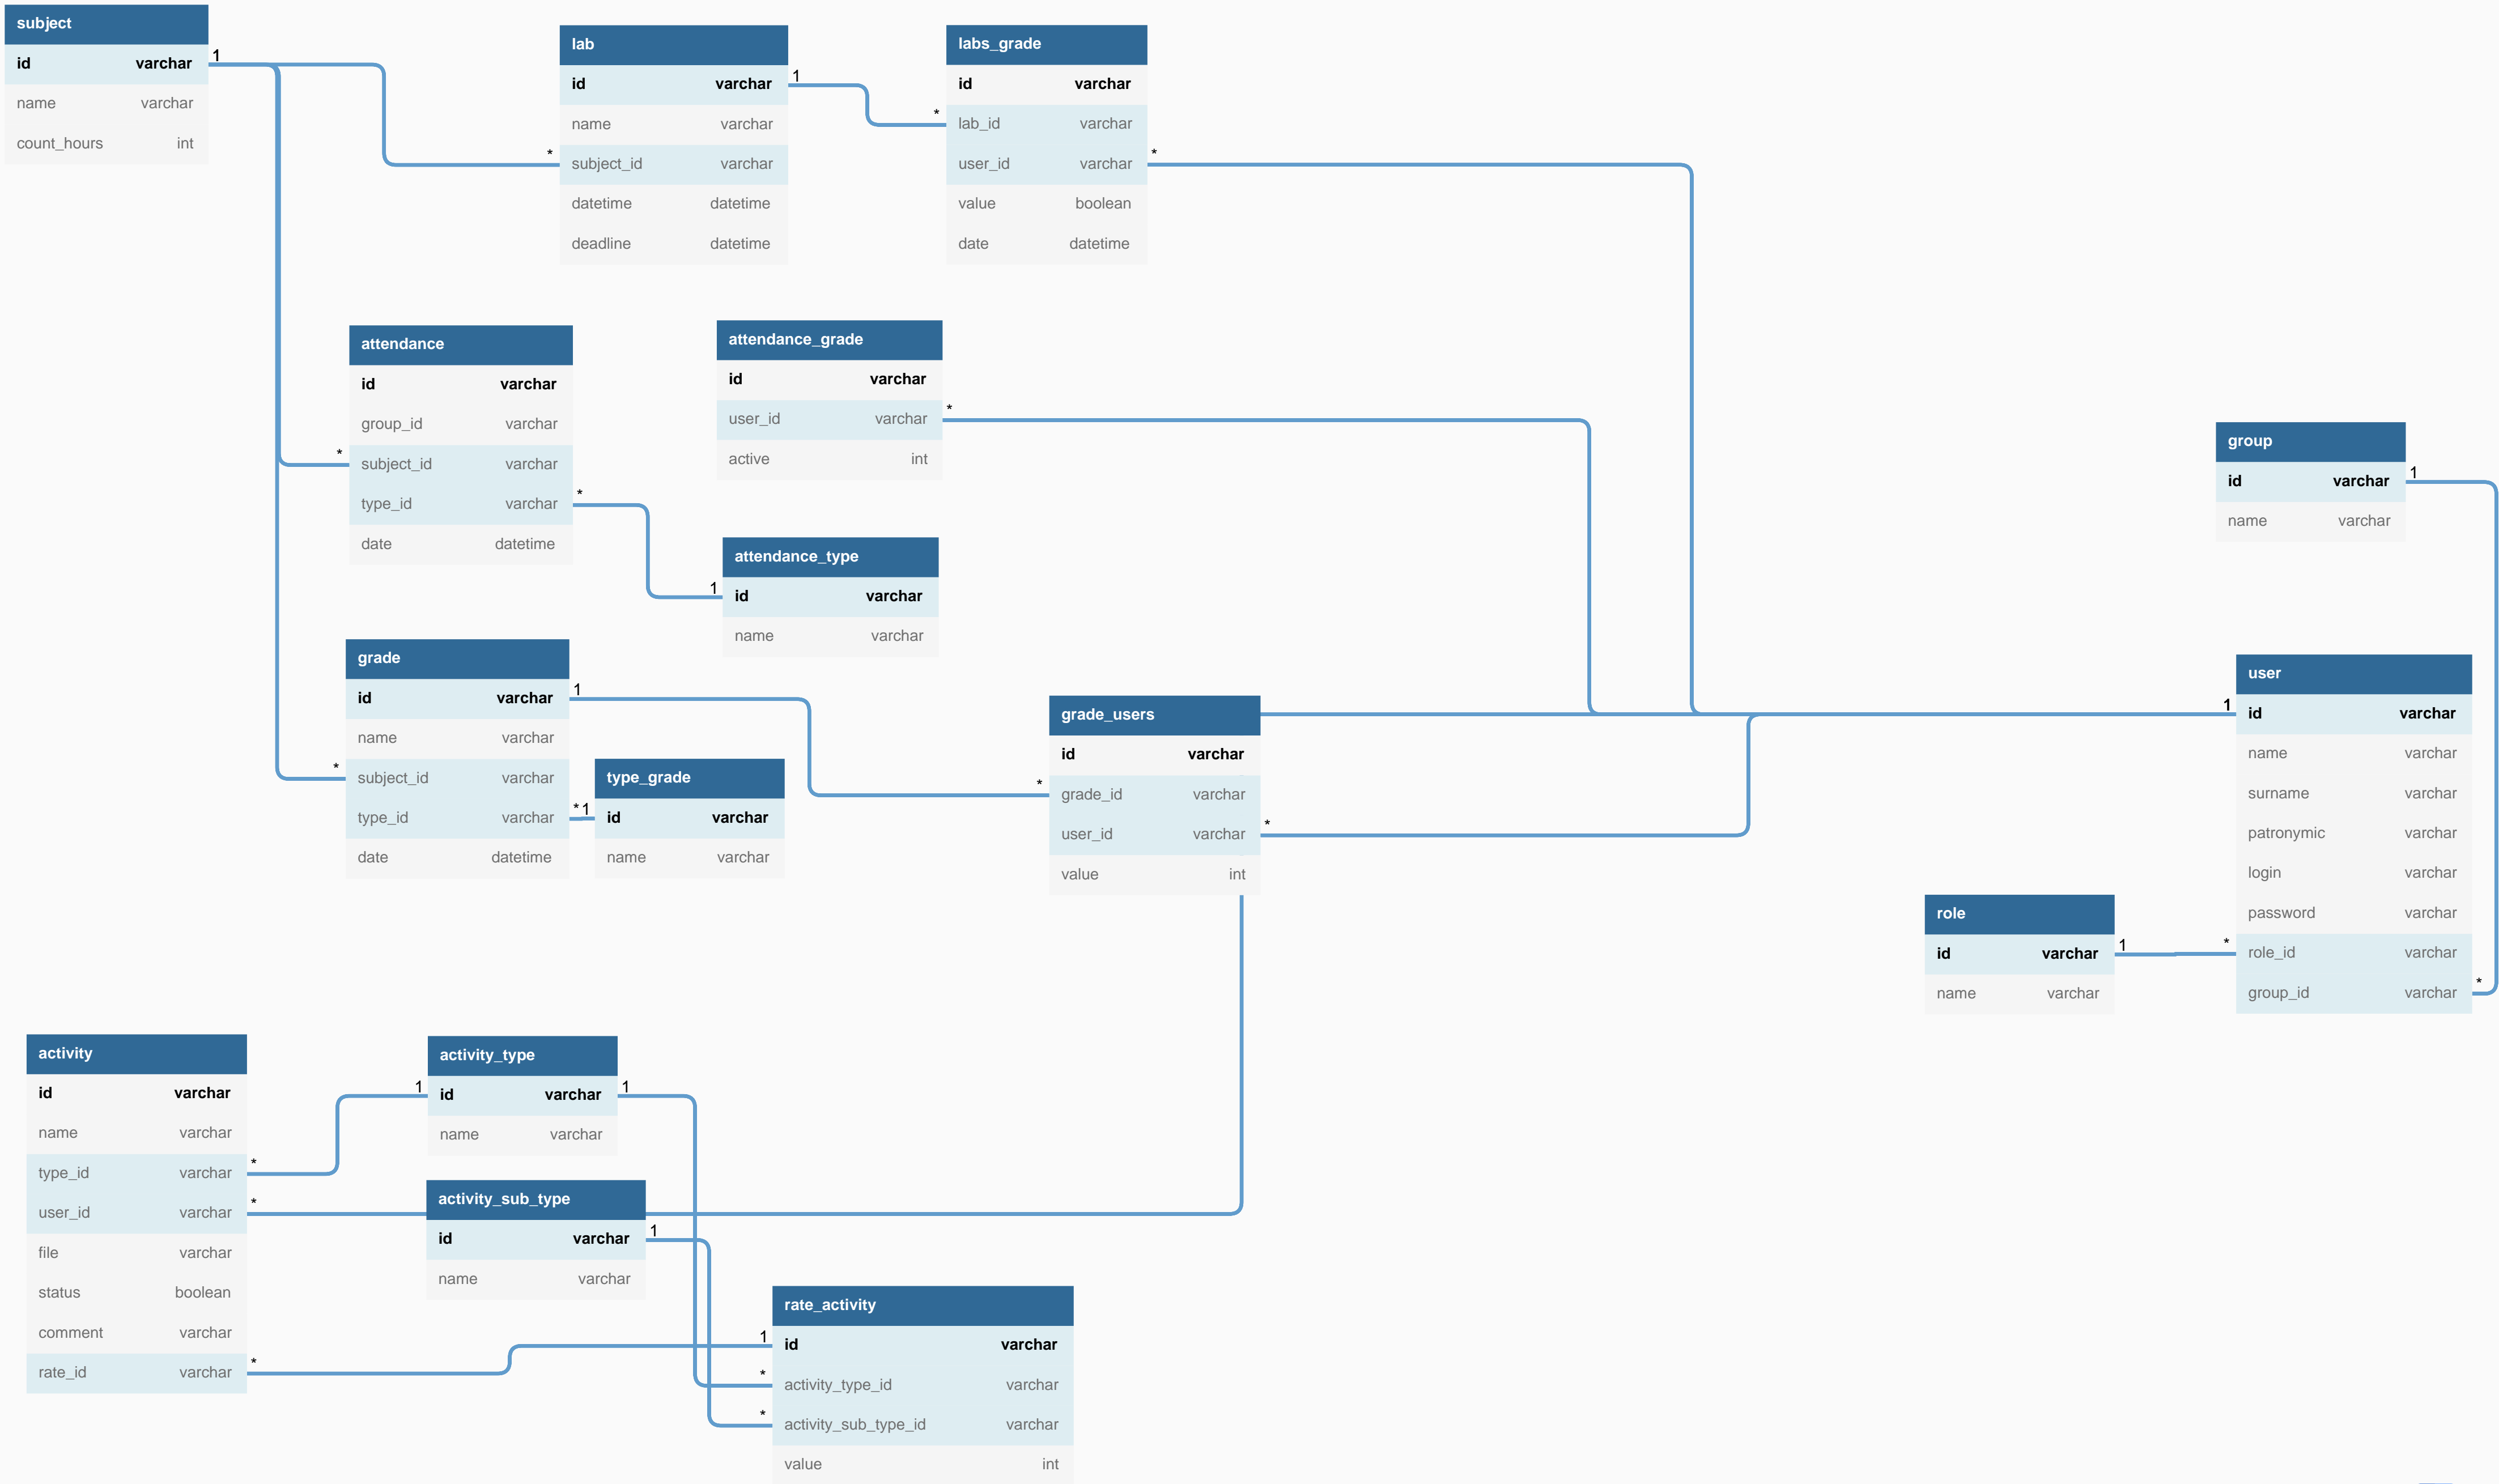 subject
id varchar 1
name varchar
count_hours int
lab
id varchar 1
name varchar
* subject_id varchar
datetime datetime
deadline datetime
labs_grade
id varchar
* lab_id varchar
user_id varchar *
value boolean
date datetime
attendance
id varchar
group_id varchar
* subject_id varchar
type_id varchar *
date datetime
attendance_grade
id varchar
user_id varchar *
active int
attendance_type
1 id varchar
name varchar
group
id varchar 1
name varchar
grade
id varchar 1
name varchar
* subject_id varchar
type_id varchar *
date datetime
type_grade
1 id varchar
name varchar
grade_users
id varchar
* grade_id varchar
user_id varchar *
value int
user
1 id varchar
name varchar
surname varchar
patronymic varchar
login varchar
password varchar
* role_id varchar
group_id varchar *
role
id varchar 1
name varchar
activity
id varchar
name varchar
type_id varchar *
user_id varchar *
file varchar
status boolean
comment varchar
rate_id varchar *
activity_type
1 id varchar 1
name varchar
activity_sub_type
id varchar 1
name varchar
rate_activity
1 id varchar
* activity_type_id varchar
* activity_sub_type_id varchar
value int